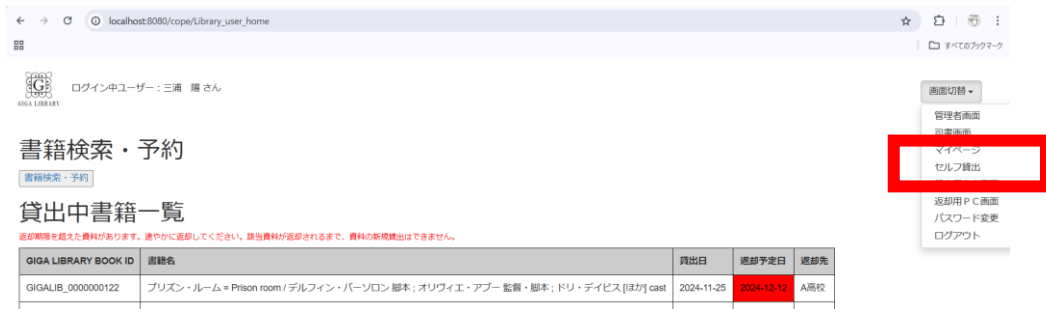 localhost:8080/cope/Library_user_home
すべてのブックマーク
G
GIGA LIBRARY
ログイン中ユーザー：三浦　陽 さん
画面切替
管理者画面
司書画面
マイページ
セルフ貸出
返却用ＰＣ画面
パスワード変更
ログアウト
書籍検索・予約
書籍検索・予約
貸出中書籍一覧
返却期限を超えた資料があります。速やかに返却してください。該当資料が返却されるまで、資料の新規貸出はできません。
GIGA LIBRARY BOOK ID 書籍名 貸出日 返却予定日 返却先
GIGALIB_0000000122 プリズン・ルーム = Prison room / デルフィン・バーソロン 脚本 ; オリヴィエ・アブー 監督・脚本 ; ドリ・デイビス [ほか] cast 2024-11-25 2024-12-12 A高校